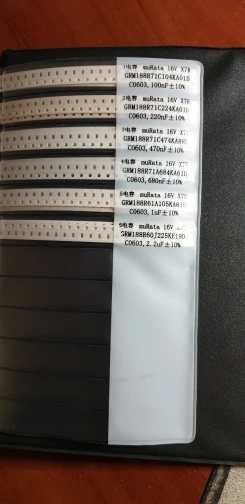 1电容 muRata 16V X7R
GRM188R71C104KA01D
C0603,100nF±10%
2电容 muRata 16V X7R
GRM188R71C224KA01D
C0603,220nF±10%
3电容 muRata 16V
C0603,470nF±10%
4电容 muRata 16V
GRM188R71A684KA61D
C0603,680nF±10%
5电容 muRata 16V
GRM188R61A105KA61D
C0603,1uF±10%
电容 muRata 16V
GRM188R60J225KE19D
C0603,2.2uF±10%